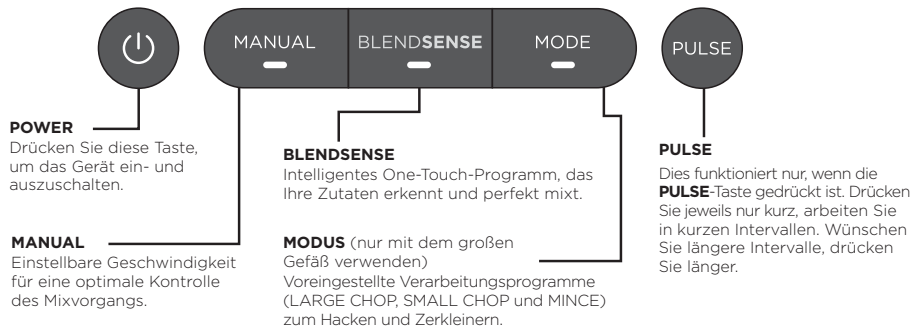 MANUAL
BLENDSENSE
MODE
PULSE
POWER
Drücken Sie diese Taste,
um das Gerät ein- und
auszuschalten.
MANUAL
Einstellbare Geschwindigkeit
für eine optimale Kontrolle
des Mixvorgangs.
BLENDSENSE
Intelligentes One-Touch-Programm, das
Ihre Zutaten erkennt und perfekt mixt.
MODUS (nur mit dem großen
Gefäß verwenden)
Voreingestellte Verarbeitungsprogramme
(LARGE CHOP, SMALL CHOP und MINCE)
zum Hacken und Zerkleinern.
PULSE
Dies funktioniert nur, wenn die
PULSE-Taste gedrückt ist. Drücken
Sie jeweils nur kurz, arbeiten Sie
in kurzen Intervallen. Wünschen
Sie längere Intervalle, drücken
Sie länger.